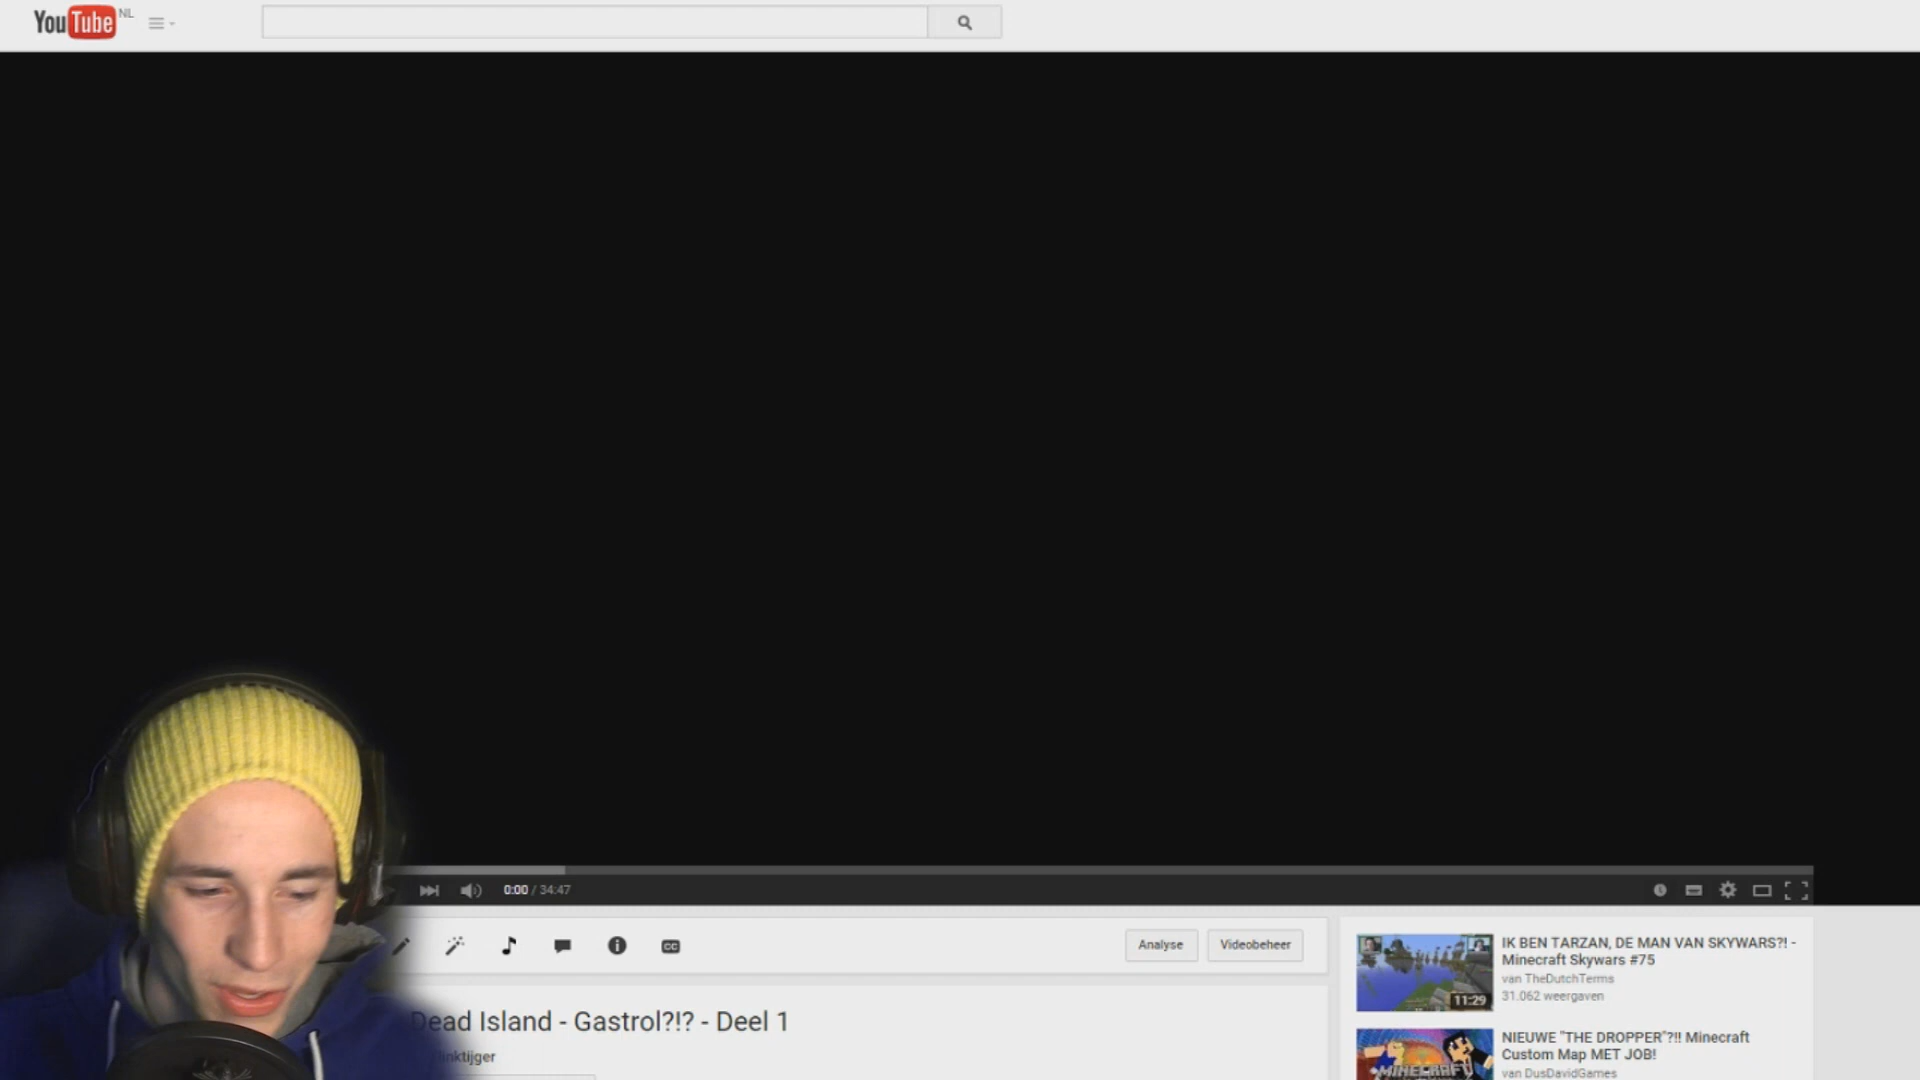 YouTube NL
0:00 / 34:47
CC
Analyse
Videobeheer
Dead Island - Gastrol?!? - Deel 1
IK BEN TARZAN, DE MAN VAN SKYWARS?! -
Minecraft Skywars #75
van TheDutchTerms
31.062 weergaven
11:29
NIEUWE "THE DROPPER"?!! Minecraft
Custom Map MET JOB!
van DusDavidGames
MINECRAFT